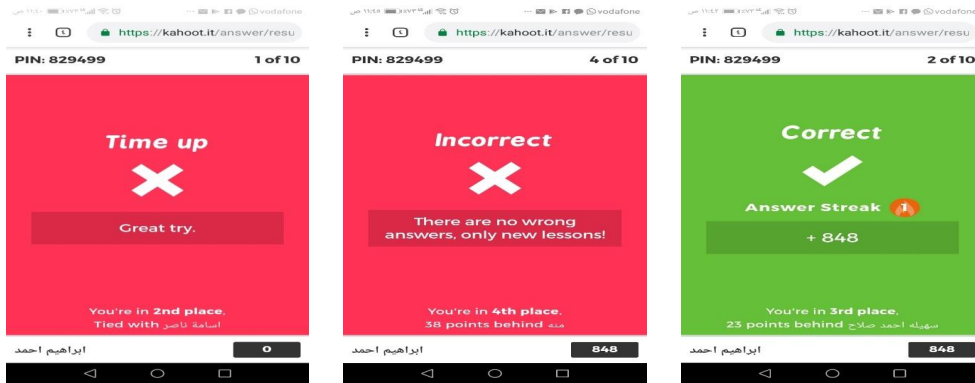 vodafone
https://kahoot.it/answer/resu
PIN: 829499 1 of 10
Time up
Great try.
You're in 2nd place,
Tied with اسامة ناصر
ابراهيم احمد 0
vodafone
https://kahoot.it/answer/resu
PIN: 829499 4 of 10
Incorrect
There are no wrong
answers, only new lessons!
You're in 4th place,
38 points behind منه
ابراهيم احمد 848
vodafone
https://kahoot.it/answer/resu
PIN: 829499 2 of 10
Correct
Answer Streak 1
+ 848
You're in 3rd place,
23 points behind سهيله احمد صلاح
ابراهيم احمد 848